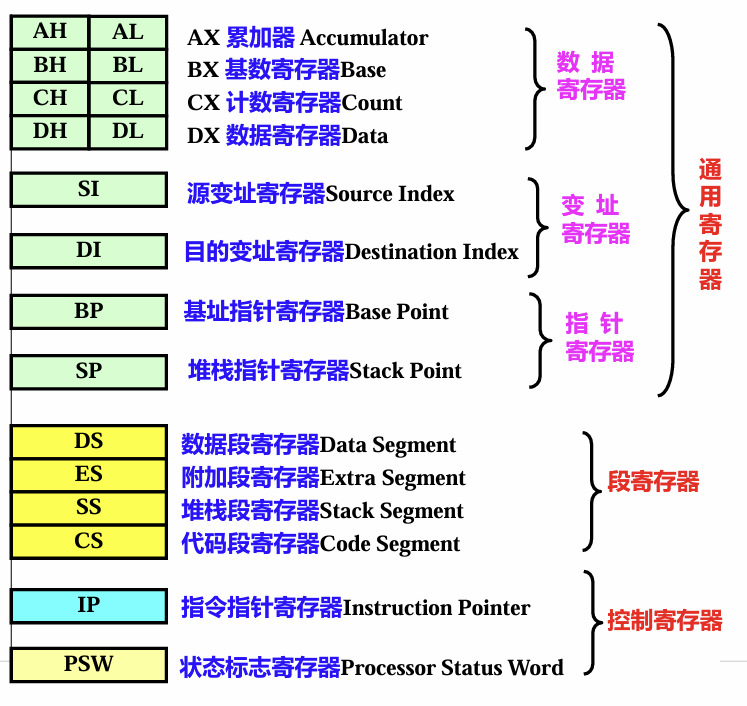 AH AL AX 累加器 Accumulator
BH BL BX 基数寄存器Base
CH CL CX 计数寄存器Count
DH DL DX 数据寄存器Data
数 据
寄存器
SI 源变址寄存器Source Index
DI 目的变址寄存器Destination Index
变 址
寄存器
BP 基址指针寄存器Base Point
SP 堆栈指针寄存器Stack Point
指 针
寄存器
通
用
寄
存
器
DS 数据段寄存器Data Segment
ES 附加段寄存器Extra Segment
SS 堆栈段寄存器Stack Segment
CS 代码段寄存器Code Segment
段寄存器
IP 指令指针寄存器Instruction Pointer
PSW 状态标志寄存器Processor Status Word
控制寄存器